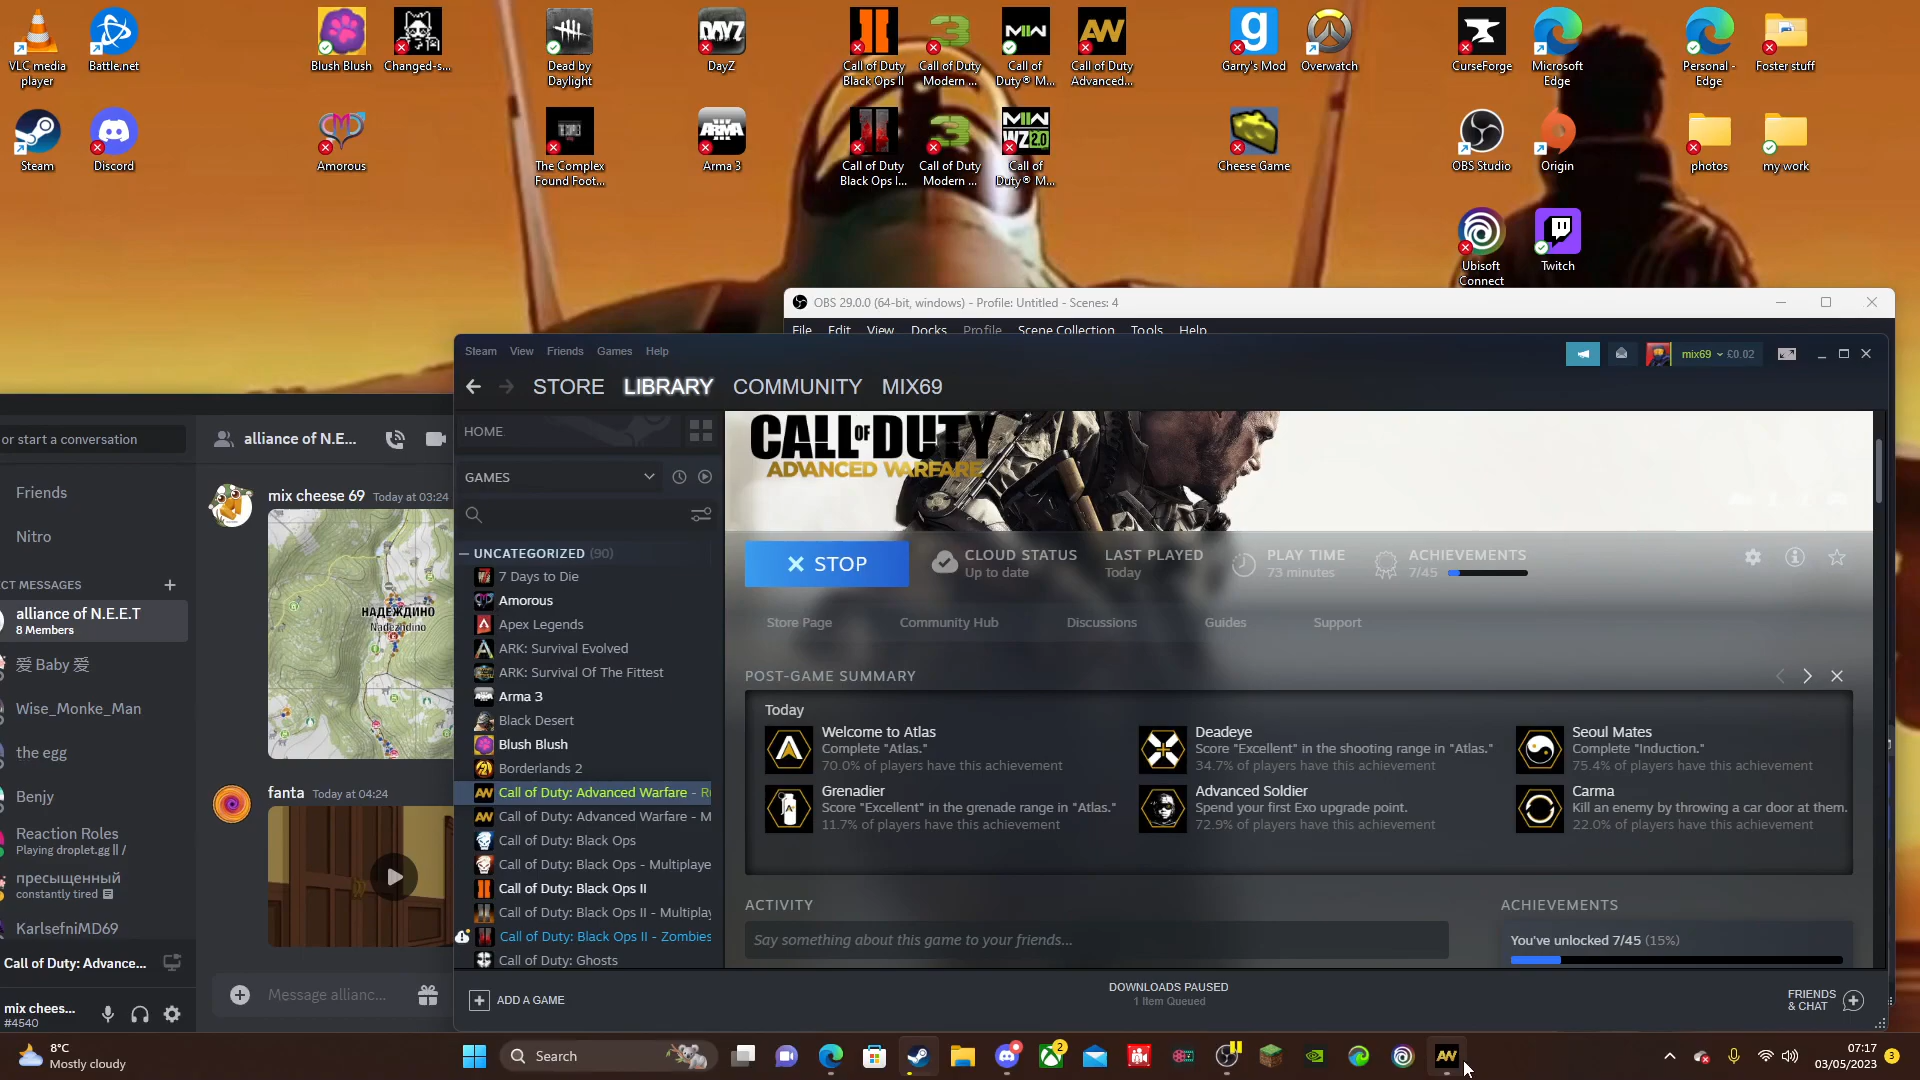 VLC media
player
Battle.net
Blush Blush
Changed-s...
Dead by
Daylight
DayZ
Call of Duty
Black Ops II
Call of Duty
Modern ...
Call of
Duty® M...
Call of Duty
Advanced...
Garry's Mod
Overwatch
CurseForge
Microsoft
Edge
Personal -
Edge
Foster stuff
Steam
Discord
Amorous
The Complex
Found Foot...
Arma 3
Call of Duty
Black Ops I...
Call of Duty
Modern ...
Call of
Duty® M...
Cheese Game
OBS Studio
Origin
photos
my work
Ubisoft
Connect
Twitch
OBS 29.0.0 (64-bit, windows) - Profile: Untitled - Scenes: 4
File Edit View Docks Profile Scene Collection Tools Help
Steam View Friends Games Help
mix69 £0.02
STORE LIBRARY COMMUNITY MIX69
or start a conversation
alliance of N.E...
Friends
Nitro
CT MESSAGES
alliance of N.E.E.T
8 Members
爱 Baby 爱
Wise_Monke_Man
the egg
Benjy
Reaction Roles
Playing droplet.gg || /
пресыщенный
constantly tired
KarlsefniMD69
Call of Duty: Advance...
mix chees...
#4540
mix cheese 69 Today at 03:24
НАДЕЖДИНО
Nadezhdino
fanta Today at 04:24
Message allianc...
HOME
GAMES
UNCATEGORIZED (90)
7 Days to Die
Amorous
Apex Legends
ARK: Survival Evolved
ARK: Survival Of The Fittest
Arma 3
Black Desert
Blush Blush
Borderlands 2
Call of Duty: Advanced Warfare - R
Call of Duty: Advanced Warfare - M
Call of Duty: Black Ops
Call of Duty: Black Ops - Multiplaye
Call of Duty: Black Ops II
Call of Duty: Black Ops II - Multiplay
Call of Duty: Black Ops II - Zombies
Call of Duty: Ghosts
ADD A GAME
CALL OF DUTY
ADVANCED WARFARE
STOP
CLOUD STATUS
Up to date
LAST PLAYED
Today
PLAY TIME
73 minutes
ACHIEVEMENTS
7/45
Store Page
Community Hub
Discussions
Guides
Support
POST-GAME SUMMARY
Today
Welcome to Atlas
Complete "Atlas."
70.0% of players have this achievement
Deadeye
Score "Excellent" in the shooting range in "Atlas."
34.7% of players have this achievement
Seoul Mates
Complete "Induction."
75.4% of players have this achievement
Grenadier
Score "Excellent" in the grenade range in "Atlas."
11.7% of players have this achievement
Advanced Soldier
Spend your first Exo upgrade point.
72.9% of players have this achievement
Carma
Kill an enemy by throwing a car door at them.
22.0% of players have this achievement
ACTIVITY
Say something about this game to your friends...
ACHIEVEMENTS
You've unlocked 7/45 (15%)
DOWNLOADS PAUSED
1 Item Queued
FRIENDS
& CHAT
8°C
Mostly cloudy
Search
2
07:17
03/05/2023
3